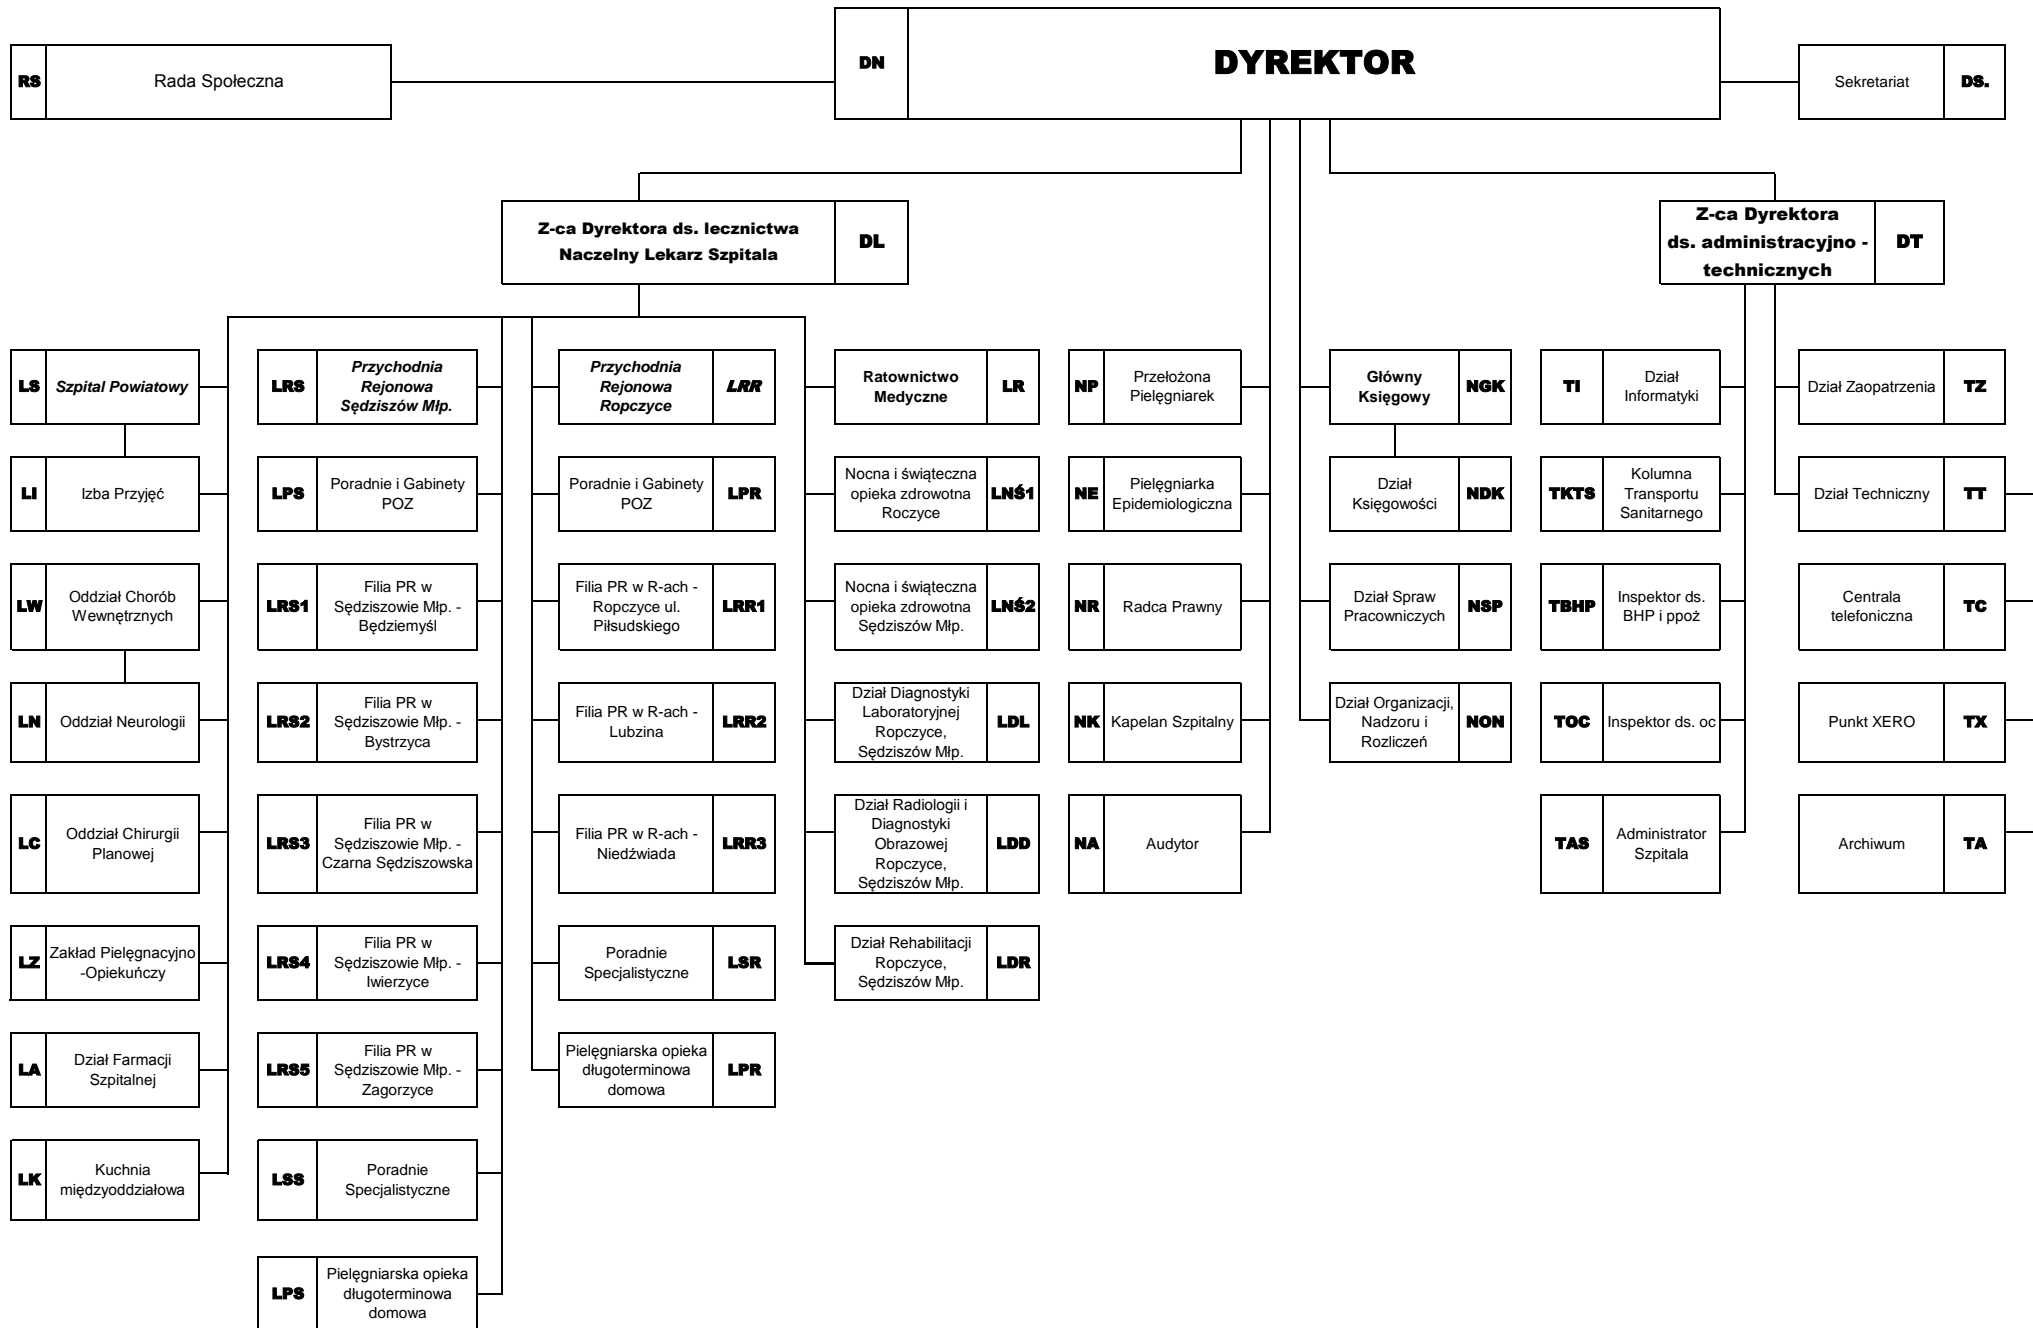 RS
Rada Społeczna
DN
DYREKTOR
Sekretariat
DS.
Z-ca Dyrektora ds. lecznictwa
Naczelny Lekarz Szpitala
DL
Z-ca Dyrektora
ds. administracyjno -
technicznych
DT
LS
Szpital Powiatowy
LI
Izba Przyjęć
LW
Oddział Chorób
Wewnętrznych
LN
Oddział Neurologii
LC
Oddział Chirurgii
Planowej
LZ
Zakład Pielęgnacyjno
-Opiekuńczy
LA
Dział Farmacji
Szpitalnej
LK
Kuchnia
międzyoddziałowa
LRS
Przychodnia
Rejonowa
Sędziszów Młp.
LPS
Poradnie i Gabinety
POZ
LRS1
Filia PR w
Sędziszowie Młp. -
Będziemyśl
LRS2
Filia PR w
Sędziszowie Młp. -
Bystrzyca
LRS3
Filia PR w
Sędziszowie Młp. -
Czarna Sędziszowska
LRS4
Filia PR w
Sędziszowie Młp. -
Iwierzyce
LRS5
Filia PR w
Sędziszowie Młp. -
Zagorzyce
LSS
Poradnie
Specjalistyczne
LPS
Pielęgniarska opieka
długoterminowa
domowa
Przychodnia
Rejonowa
Ropczyce
LRR
Poradnie i Gabinety
POZ
LPR
Filia PR w R-ach -
Ropczyce ul.
Piłsudskiego
LRR1
Filia PR w R-ach -
Lubzina
LRR2
Filia PR w R-ach -
Niedźwiada
LRR3
Poradnie
Specjalistyczne
LSR
Pielęgniarska opieka
długoterminowa
domowa
LPR
Ratownictwo
Medyczne
LR
Nocna i świąteczna
opieka zdrowotna
Roczyce
LNŚ1
Nocna i świąteczna
opieka zdrowotna
Sędziszów Młp.
LNŚ2
Dział Diagnostyki
Laboratoryjnej
Ropczyce,
Sędziszów Młp.
LDL
Dział Radiologii i
Diagnostyki
Obrazowej
Ropczyce,
Sędziszów Młp.
LDD
Dział Rehabilitacji
Ropczyce,
Sędziszów Młp.
LDR
NP
Przełożona
Pielęgniarek
NE
Pielęgniarka
Epidemiologiczna
NR
Radca Prawny
NK
Kapelan Szpitalny
NA
Audytor
Główny
Księgowy
NGK
Dział
Księgowości
NDK
Dział Spraw
Pracowniczych
NSP
Dział Organizacji,
Nadzoru i
Rozliczeń
NON
TI
Dział
Informatyki
TKTS
Kolumna
Transportu
Sanitarnego
TBHP
Inspektor ds.
BHP i ppoż
TOC
Inspektor ds. oc
TAS
Administrator
Szpitala
Dział Zaopatrzenia
TZ
Dział Techniczny
TT
Centrala
telefoniczna
TC
Punkt XERO
TX
Archiwum
TA